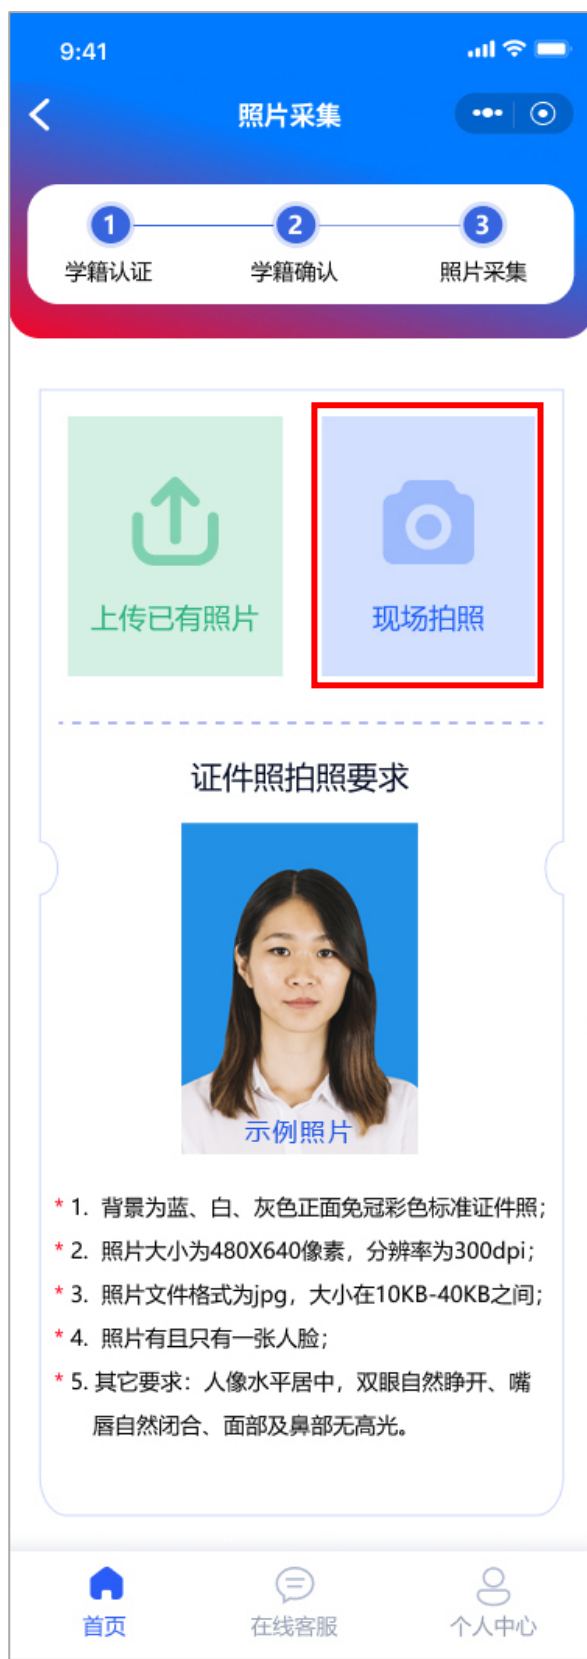 9:41
照片采集
1
2
3
学籍认证
学籍确认
照片采集
上传已有照片
现场拍照
证件照拍照要求
示例照片
* 1. 背景为蓝、白、灰色正面免冠彩色标准证件照;
* 2. 照片大小为480X640像素，分辨率为300dpi;
* 3. 照片文件格式为jpg，大小在10KB-40KB之间;
* 4. 照片有且只有一张人脸;
* 5. 其它要求：人像水平居中，双眼自然睁开、嘴
唇自然闭合、面部及鼻部无高光。
首页
在线客服
个人中心